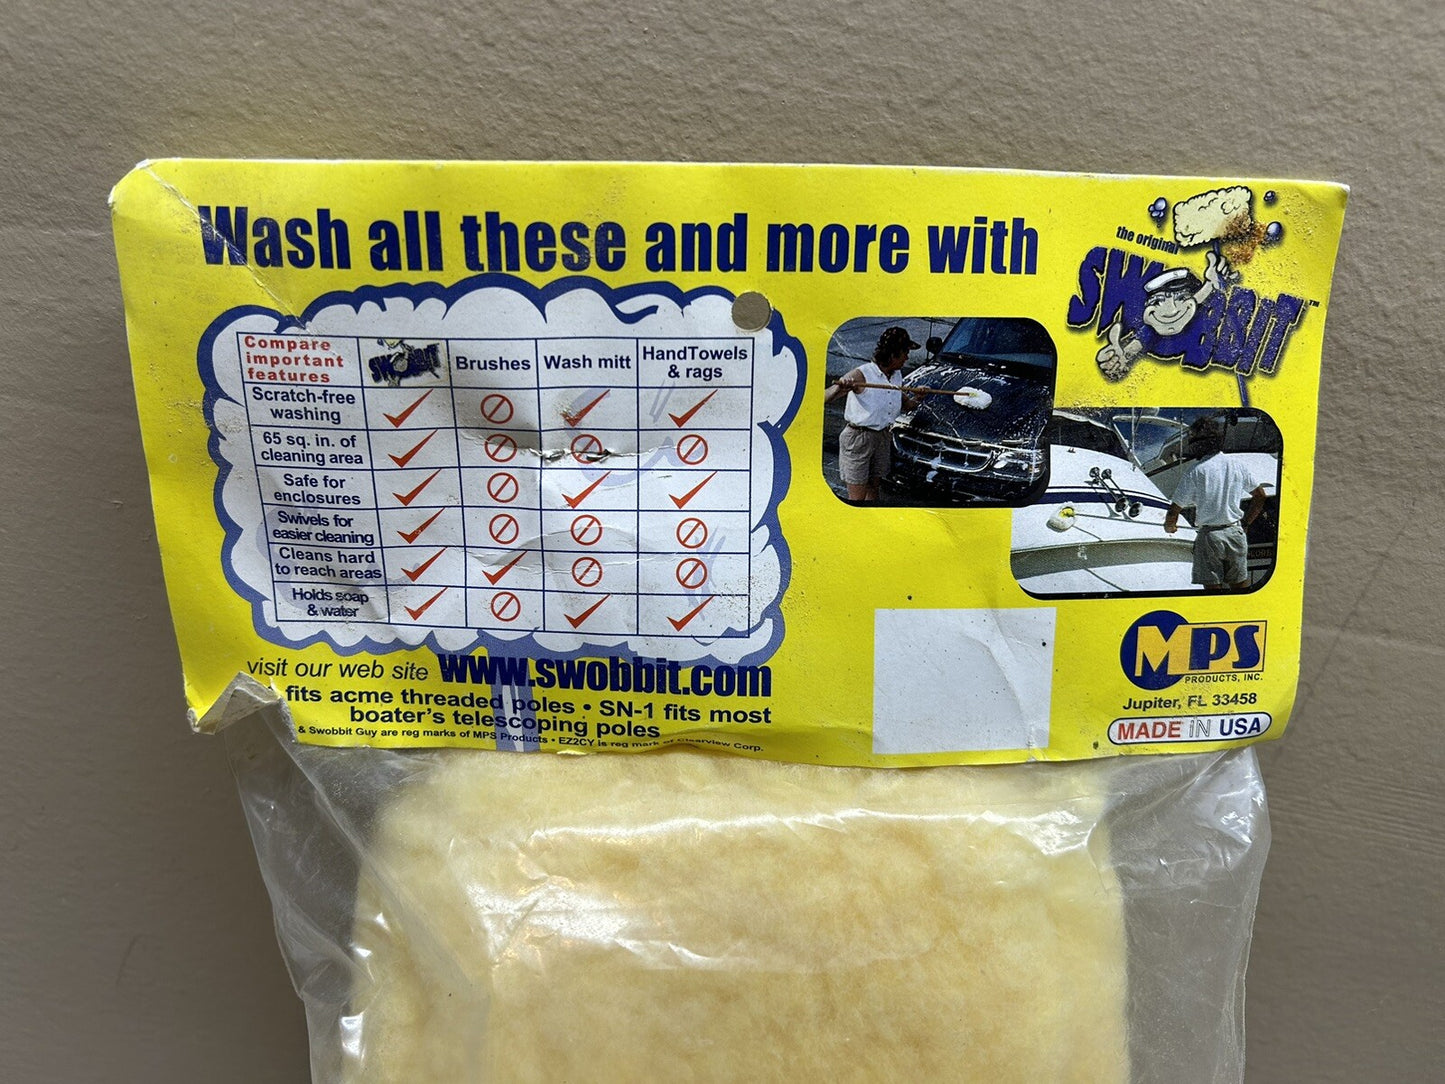 Wash all these and more with
the original
SWOBBIT™
Compare important features
SWOBBIT
Brushes
Wash mitt
HandTowels & rags
Scratch-free washing
65 sq. in. of cleaning area
Safe for enclosures
Swivels for easier cleaning
Cleans hard to reach areas
Holds soap & water
visit our web site www.swobbit.com
fits acme threaded poles • SN-1 fits most
boater's telescoping poles
& Swobbit Guy are reg marks of MPS Products • EZ2CY is reg mark of Clearview Corp.
MPS
PRODUCTS, INC.
Jupiter, FL 33458
MADE IN USA